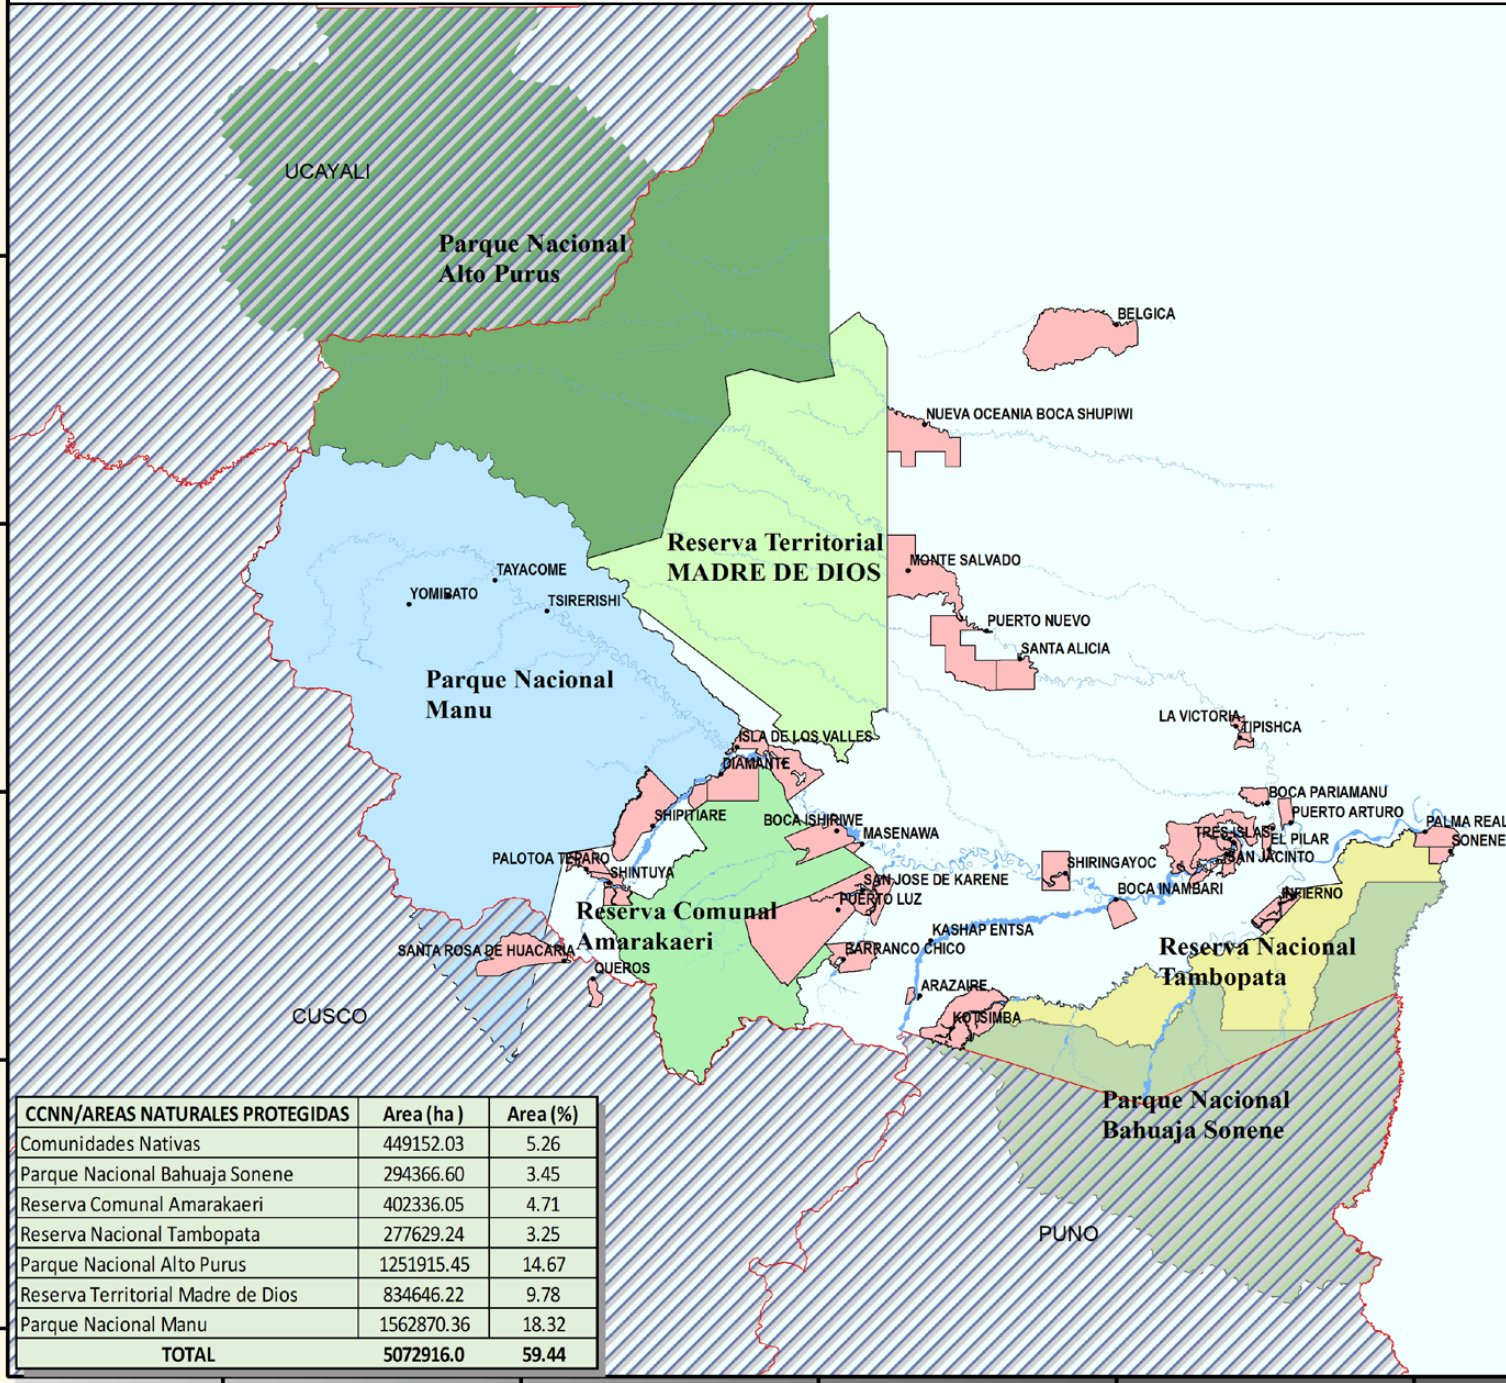 UCAYALI
Parque Nacional
Alto Purus
BELGICA
NUEVA OCEANIA BOCA SHUPIWI
Reserva Territorial
MADRE DE DIOS
MONTE SALVADO
TAYACOME
YOMIBATO
TSIRERISHI
PUERTO NUEVO
SANTA ALICIA
Parque Nacional
Manu
LA VICTORIA
TIPISHCA
ISLA DE LOS VALLES
DIAMANTE
BOCA PARIAMANU
PUERTO ARTURO
SHIPITIARE
BOCA ISHIRIWE
MASENAWA
TRES ISLAS
EL PILAR
PALMA REAL
SONENE
SAN JACINTO
PALOTOA TEPARO
SHINTUYA
SHIRINGAYOC
SAN JOSE DE KARENE
PUERTO LUZ
BOCA INAMBARI
INFIERNO
Reserva Comunal
Amarakaeri
KASHAP ENTSA
BARRANCO CHICO
SANTA ROSA DE HUACARIA
QUEROS
Reserva Nacional
Tambopata
ARAZAIRE
KOTSIMBA
CUSCO
Parque Nacional
Bahuaja Sonene
PUNO
CCNN/AREAS NATURALES PROTEGIDAS Area (ha) Area (%)
Comunidades Nativas 449152.03 5.26
Parque Nacional Bahuaja Sonene 294366.60 3.45
Reserva Comunal Amarakaeri 402336.05 4.71
Reserva Nacional Tambopata 277629.24 3.25
Parque Nacional Alto Purus 1251915.45 14.67
Reserva Territorial Madre de Dios 834646.22 9.78
Parque Nacional Manu 1562870.36 18.32
TOTAL 5072916.0 59.44